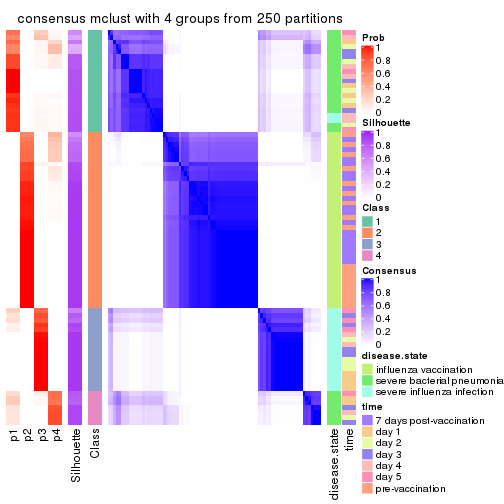 consensus mclust with 4 groups from 250 partitions
Prob
1
0.8
0.6
0.4
0.2
0
Silhouette
1
0.8
0.6
0.4
0.2
0
Class
1
2
3
4
Consensus
1
0.8
0.6
0.4
0.2
0
disease.state
influenza vaccination
severe bacterial pneumonia
severe influenza infection
time
7 days post-vaccination
day 1
day 2
day 3
day 4
day 5
pre-vaccination
p1
p2
p3
p4
Silhouette
Class
disease.state
time